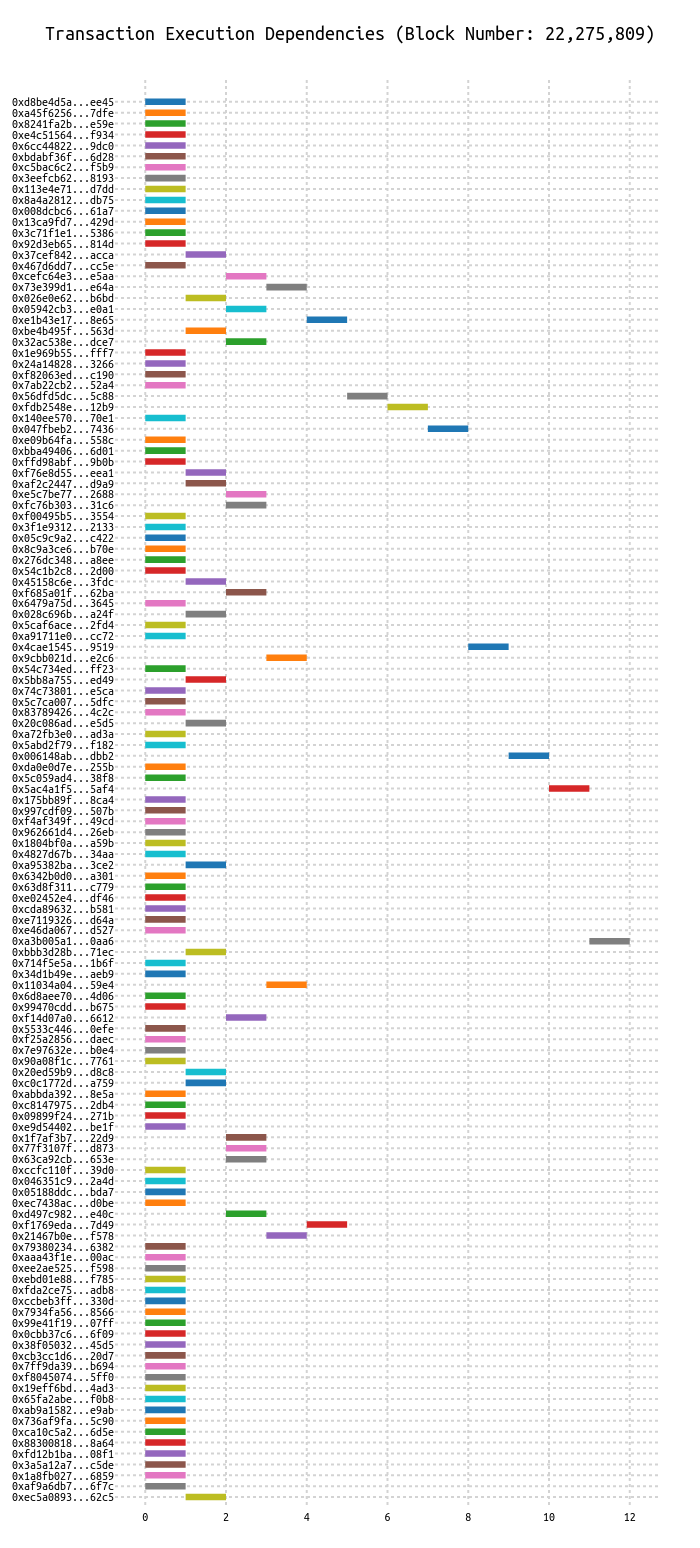 Transaction Execution Dependencies (Block Number: 22,275,809)
0xd8be4d5a...ee45
0xa45f6256...7dfe
0x8241fa2b...e59e
0xe4c51564...f934
0x6cc44822...9dc0
0xbdabf36f...6d28
0xc5bac6c2...f5b9
0x3eefcb62...8193
0x113e4e71...d7dd
0x8a4a2812...db75
0x008dcbc6...61a7
0x13ca9fd7...429d
0x3c71f1e1...5386
0x92d3eb65...814d
0x37cef842...acca
0x467d6dd7...cc5e
0xcefc64e3...e5aa
0x73e399d1...e64a
0x026e0e62...b6bd
0x05942cb3...e0a1
0xe1b43e17...8e65
0xbe4b495f...563d
0x32ac538e...dce7
0x1e969b55...fff7
0x24a14828...3266
0xf82063ed...c190
0x7ab22cb2...52a4
0x56dfd5dc...5c88
0xfdb2548e...12b9
0x140ee570...70e1
0x047fbeb2...7436
0xe09b64fa...558c
0xbba49406...6d01
0xffd98abf...9b0b
0xf76e8d55...eea1
0xaf2c2447...d9a9
0xe5c7be77...2688
0xfc76b303...31c6
0xf00495b5...3554
0x3f1e9312...2133
0x05c9c9a2...c422
0x8c9a3ce6...b70e
0x276dc348...a8ee
0x54c1b2c8...2d00
0x45158c6e...3fdc
0xf685a01f...62ba
0x6479a75d...3645
0x028c696b...a24f
0x5caf6ace...2fd4
0xa91711e0...cc72
0x4cae1545...9519
0x9cbb021d...e2c6
0x54c734ed...ff23
0x5bb8a755...ed49
0x74c73801...e5ca
0x5c7ca007...5dfc
0x83789426...4c2c
0x20c086ad...e5d5
0xa72fb3e0...ad3a
0x5abd2f79...f182
0x006148ab...dbb2
0xda0e0d7e...255b
0x5c059ad4...38f8
0x5ac4a1f5...5af4
0x175bb89f...8ca4
0x997cdf09...507b
0xf4af349f...49cd
0x962661d4...26eb
0x1804bf0a...a59b
0x4827d67b...34aa
0xa95382ba...3ce2
0x6342b0d0...a301
0x63d8f311...c779
0xe02452e4...df46
0xcda89632...b581
0xe7119326...d64a
0xe46da067...d527
0xa3b005a1...0aa6
0xbbb3d28b...71ec
0x714f5e5a...1b6f
0x34d1b49e...aeb9
0x11034a04...59e4
0x6d8aee70...4d06
0x99470cdd...b675
0xf14d07a0...6612
0x5533c446...0efe
0xf25a2856...daec
0x7e97632e...b0e4
0x90a08f1c...7761
0x20ed59b9...d8c8
0xc0c1772d...a759
0xabbda392...8e5a
0xc8147975...2db4
0x09899f24...271b
0xe9d54402...be1f
0x1f7af3b7...22d9
0x77f3107f...d873
0x63ca92cb...653e
0xccfc110f...39d0
0x046351c9...2a4d
0x05188ddc...bda7
0xec7438ac...d0be
0xd497c982...e40c
0xf1769eda...7d49
0x21467b0e...f578
0x79380234...6382
0xaaa43f1e...00ac
0xee2ae525...f598
0xebd01e88...f785
0xfda2ce75...adb8
0xccbeb3ff...330d
0x7934fa56...8566
0x99e41f19...07ff
0x0cbb37c6...6f09
0x38f05032...45d5
0xcb3cc1d6...20d7
0x7ff9da39...b694
0xf8045074...5ff0
0x19eff6bd...4ad3
0x65fa2abe...f0b8
0xab9a1582...e9ab
0x736af9fa...5c90
0xca10c5a2...6d5e
0x88300818...8a64
0xfd12b1ba...08f1
0x3a5a12a7...c5de
0x1a8fb027...6859
0xaf9a6db7...6f7c
0xec5a0893...62c5
0 2 4 6 8 10 12